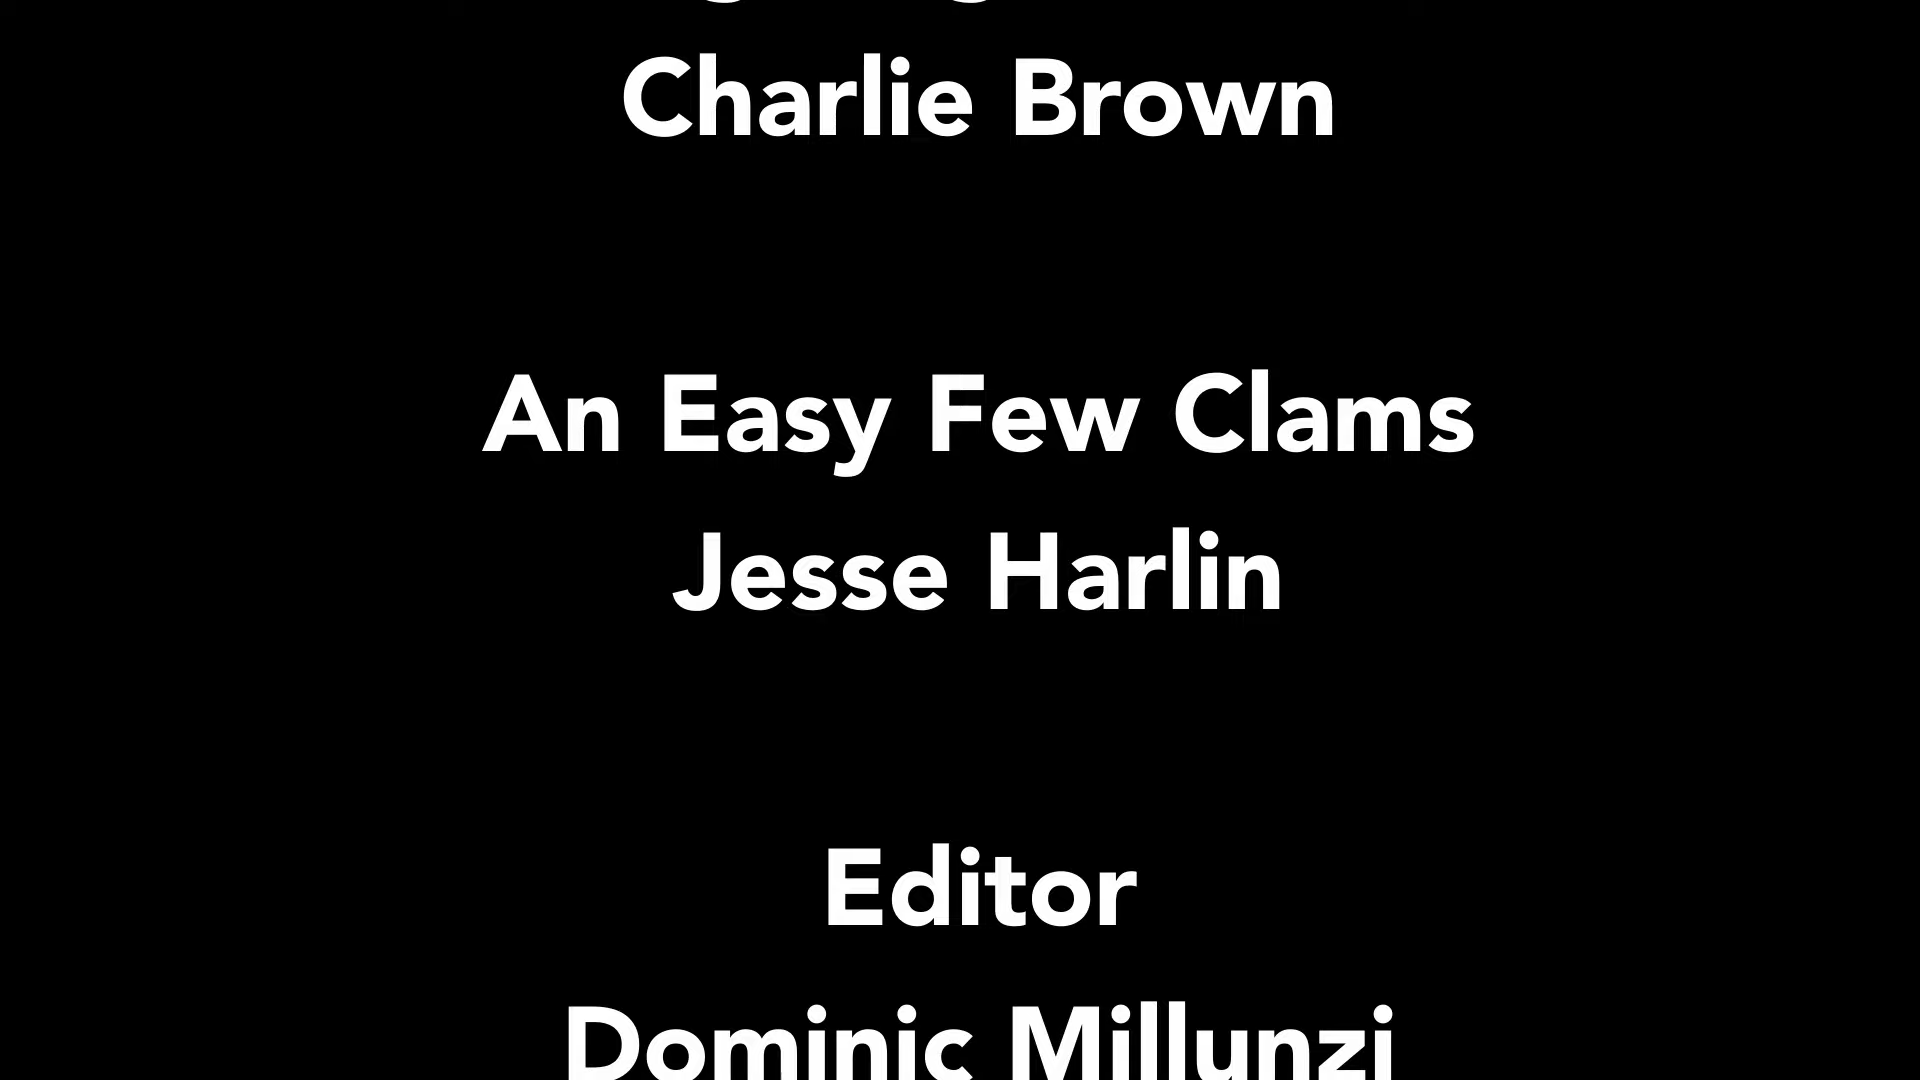 Charlie Brown
An Easy Few Clams
Jesse Harlin
Editor
Dominic Millunzi